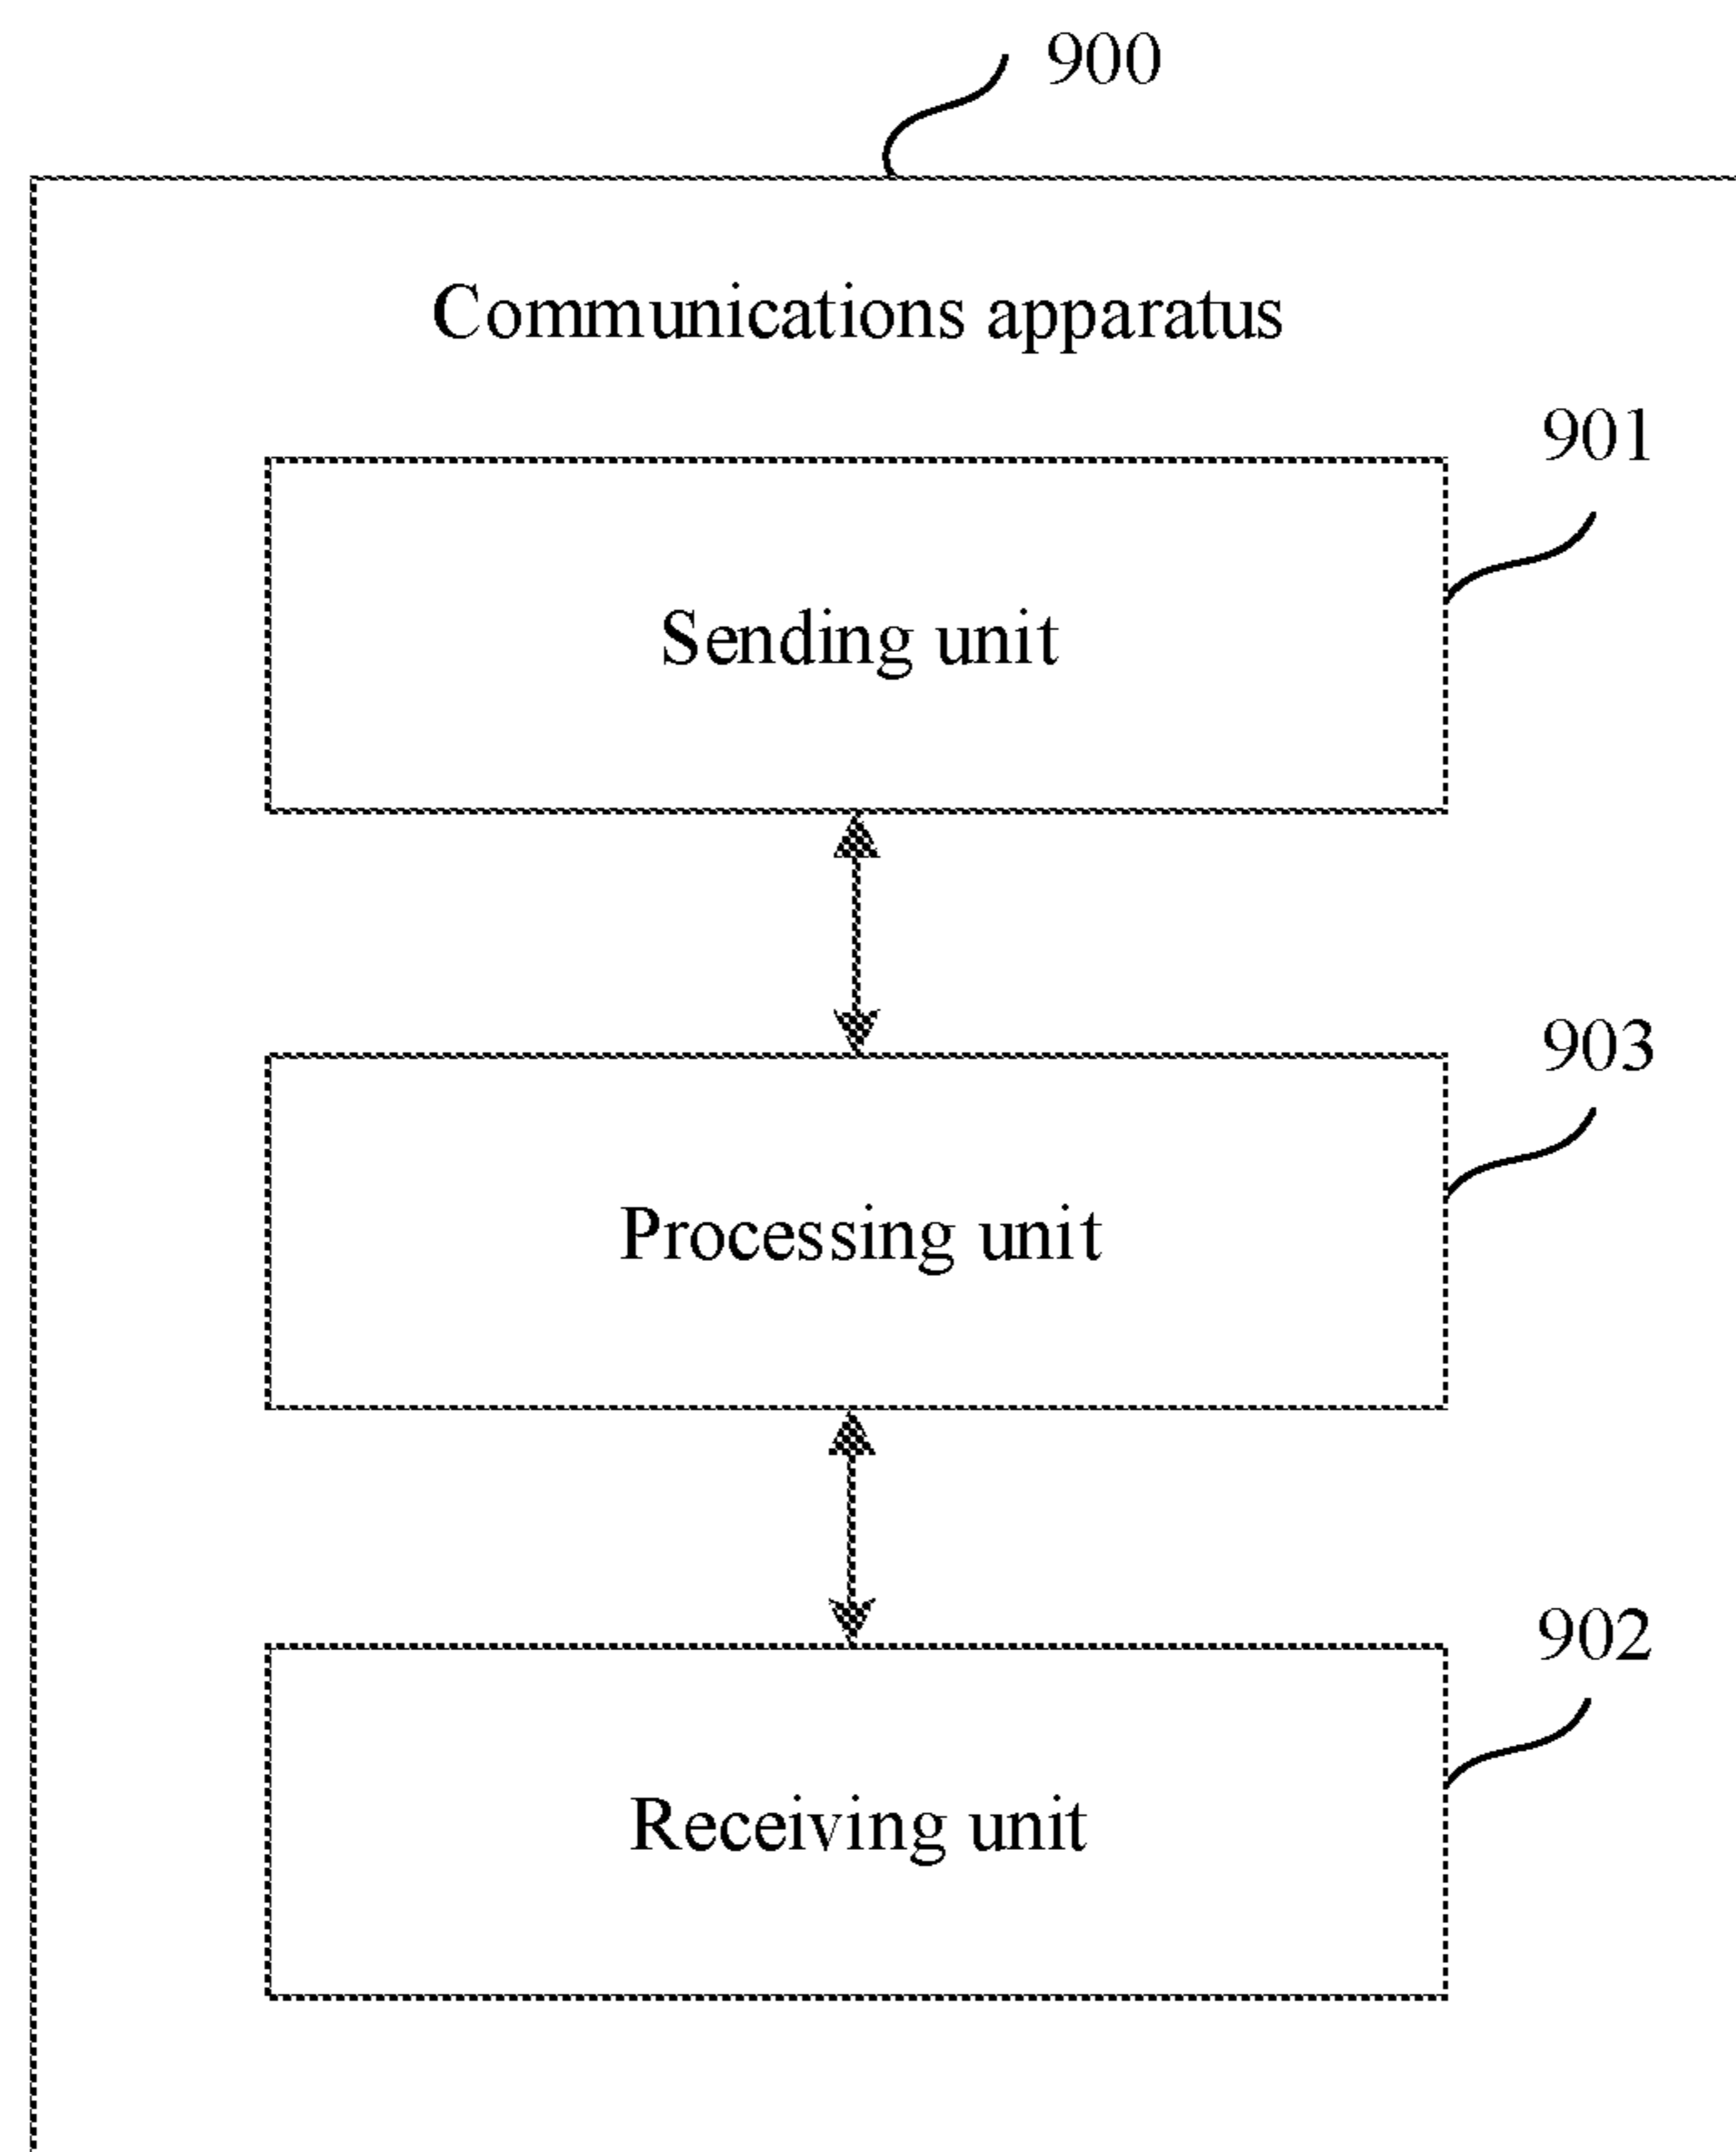 900
Communications apparatus
901
Sending unit
903
Processing unit
902
Receiving unit